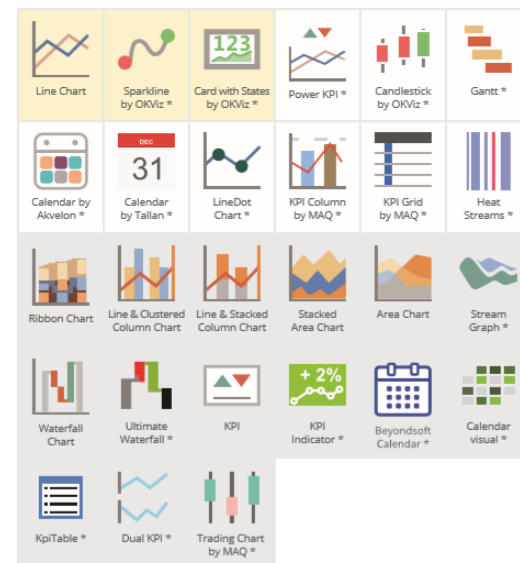 Line Chart
Sparkline
by OKViz *
123
Card with States
by OKViz *
Power KPI *
Candlestick
by OKViz *
Gantt *
Calendar by
Akvelon *
DEC
31
Calendar
by Tallan *
LineDot
Chart *
KPI Column
by MAQ *
KPI Grid
by MAQ *
Heat
Streams *
Ribbon Chart
Line & Clustered
Column Chart
Line & Stacked
Column Chart
Stacked
Area Chart
Area Chart
Stream
Graph *
Waterfall
Chart
Ultimate
Waterfall *
KPI
+ 2%
KPI
Indicator *
Beyondsoft
Calendar *
Calendar
visual *
KpiTable *
Dual KPI *
Trading Chart
by MAQ *